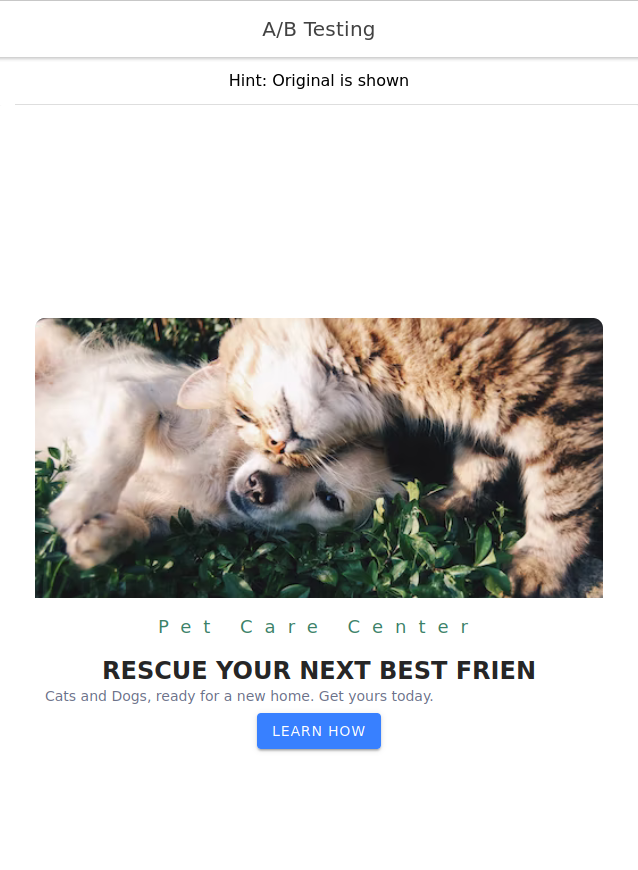 A/B Testing
Hint: Original is shown
Pet Care Center
RESCUE YOUR NEXT BEST FRIEN
Cats and Dogs, ready for a new home. Get yours today.
LEARN HOW